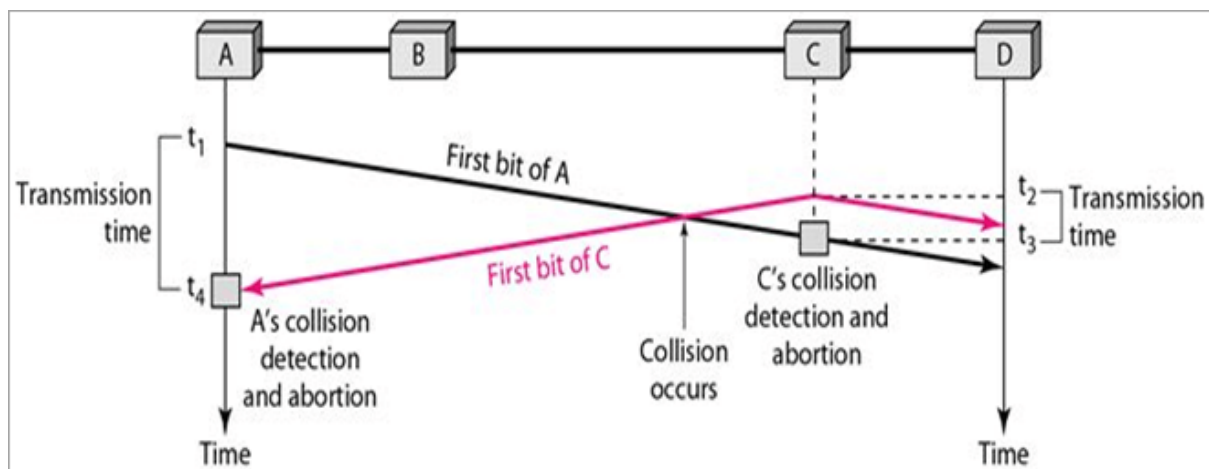 A
B
C
D
t1
First bit of A
Transmission
time
t2
Transmission
time
t3
First bit of C
t4
A's collision
detection
and abortion
Collision
occurs
C's collision
detection and
abortion
Time
Time